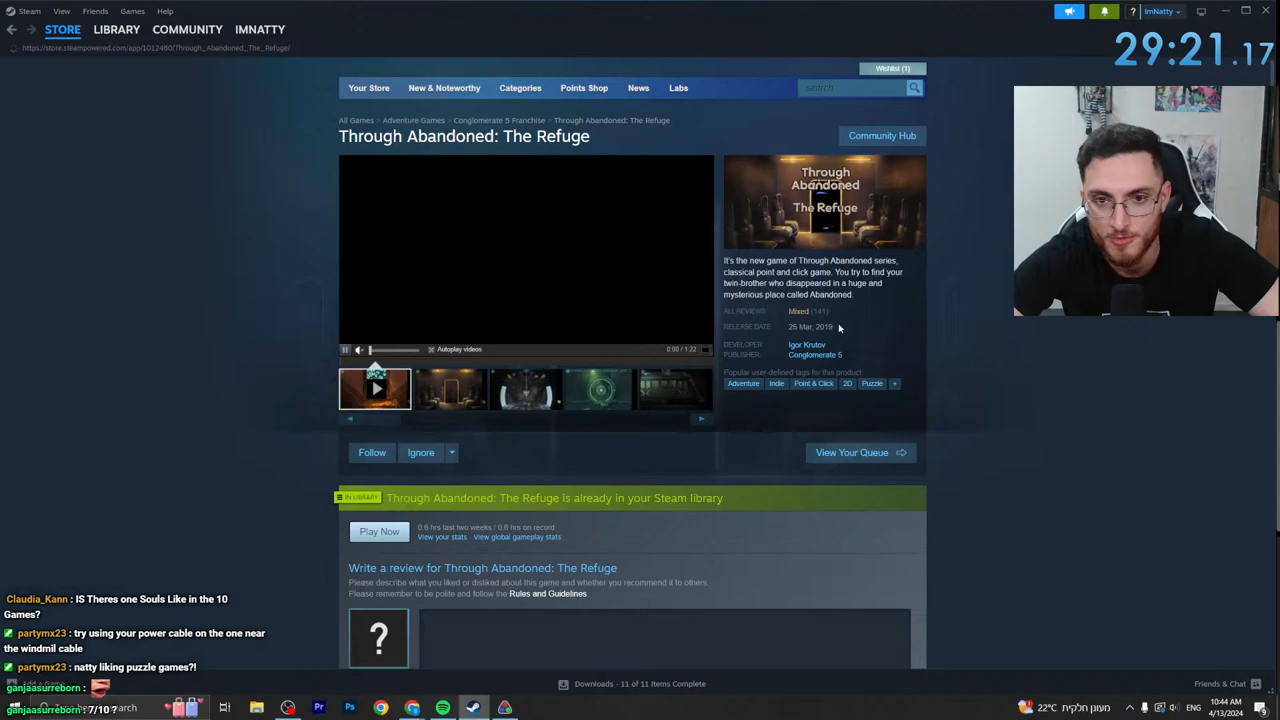 Steam View Friends Games Help
ImNatty
STORE LIBRARY COMMUNITY IMNATTY
29:21.17
https://store.steampowered.com/app/1012460/Through_Abandoned_The_Refuge/
Wishlist (1)
Your Store New & Noteworthy Categories Points Shop News Labs
search
All Games > Adventure Games > Conglomerate 5 Franchise > Through Abandoned: The Refuge
Through Abandoned: The Refuge
Community Hub
Through
Abandoned
The Refuge
It's the new game of Through Abandoned series,
classical point and click game. You try to find your
twin-brother who disappeared in a huge and
mysterious place called Abandoned.
ALL REVIEWS: Mixed (141)
RELEASE DATE: 25 Mar, 2019
DEVELOPER: Igor Krutov
PUBLISHER: Conglomerate 5
Autoplay videos 0:00 / 1:22
Popular user-defined tags for this product:
Adventure Indie Point & Click 2D Puzzle +
Follow Ignore
View Your Queue
IN LIBRARY
Through Abandoned: The Refuge is already in your Steam library
Play Now
0.6 hrs last two weeks / 0.6 hrs on record
View your stats View global gameplay stats
Write a review for Through Abandoned: The Refuge
Please describe what you liked or disliked about this game and whether you recommend it to others.
Please remember to be polite and follow the Rules and Guidelines.
?
Claudia_Kann : IS Theres one Souls Like in the 10
Games?
partymx23 : try using your power cable on the one near
the windmil cable
partymx23 : natty liking puzzle games?!
ganjaasurreborn :
ganjaasurreborn : 7/10 ?
Add a Game
Downloads - 11 of 11 Items Complete
Friends & Chat
Search
22°C מעונן חלקית
ENG
10:44 AM
4/13/2024